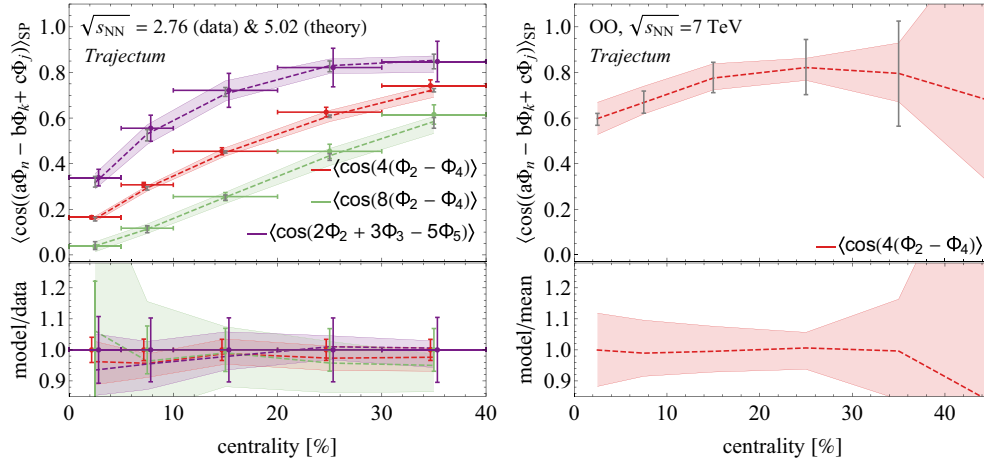 ⟨cos((aΦn − bΦk + cΦj)⟩SP
1.0
0.8
0.6
0.4
0.2
0.0
√sNN = 2.76 (data) & 5.02 (theory)
Trajectum
⟨cos(4(Φ2 − Φ4)⟩
⟨cos(8(Φ2 − Φ4)⟩
⟨cos(2Φ2 + 3Φ3 − 5Φ5)⟩
model/data
1.2
1.1
1.0
0.9
0 10 20 30 40
centrality [%]
⟨cos((aΦn − bΦk + cΦj)⟩SP
1.0
0.8
0.6
0.4
0.2
0.0
OO, √sNN =7 TeV
Trajectum
⟨cos(4(Φ2 − Φ4)⟩
model/mean
1.2
1.1
1.0
0.9
0 10 20 30 40
centrality [%]